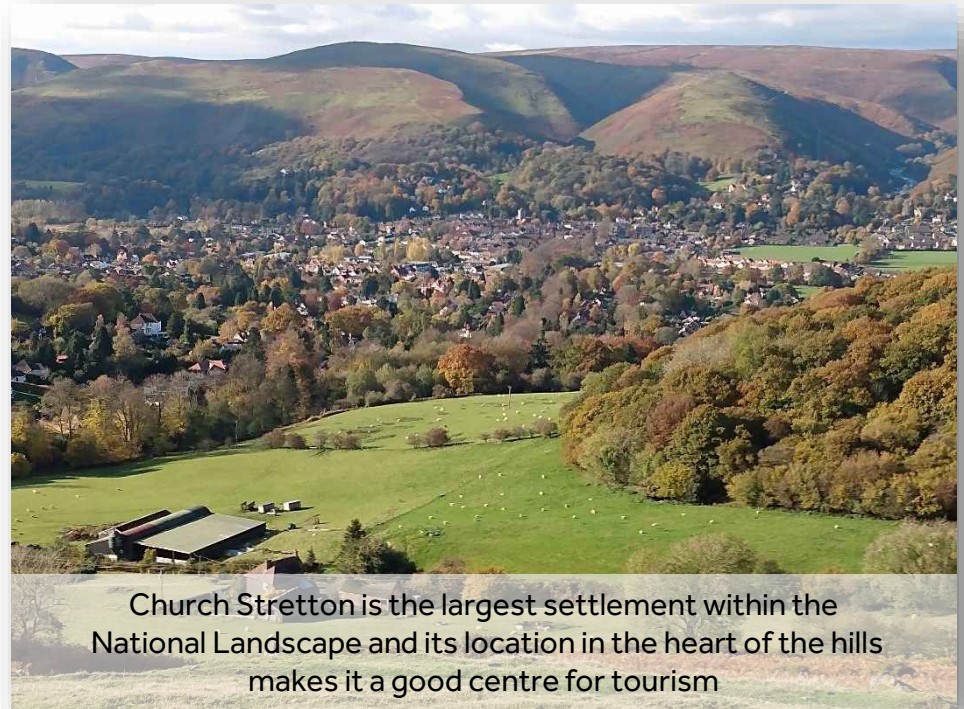 Church Stretton is the largest settlement within the
National Landscape and its location in the heart of the hills
makes it a good centre for tourism